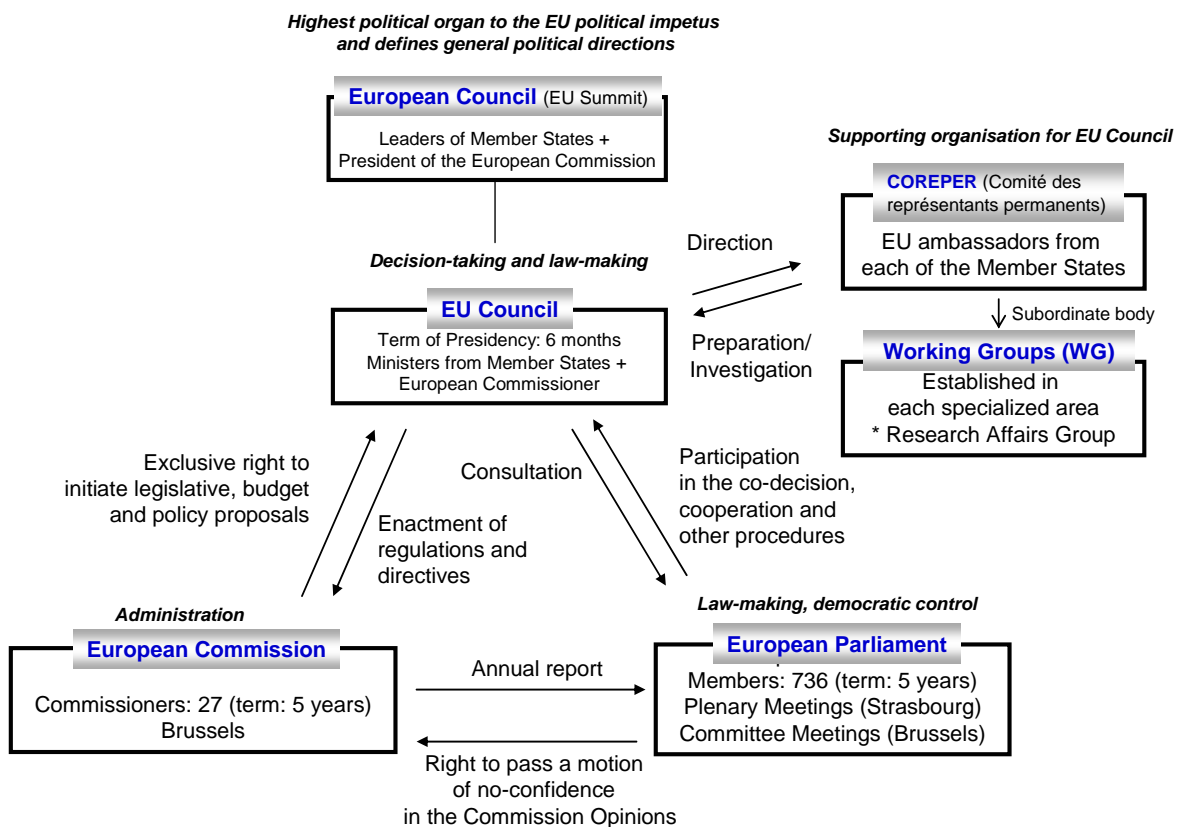 Highest political organ to the EU political impetus
and defines general political directions
European Council (EU Summit)
Leaders of Member States +
President of the European Commission
Supporting organisation for EU Council
COREPER (Comité des
représentants permanents)
EU ambassadors from
each of the Member States
Direction
Decision-taking and law-making
EU Council
Term of Presidency: 6 months
Ministers from Member States +
European Commissioner
Preparation/
Investigation
Subordinate body
Working Groups (WG)
Established in
each specialized area
* Research Affairs Group
Exclusive right to
initiate legislative, budget
and policy proposals
Enactment of
regulations and
directives
Consultation
Participation
in the co-decision,
cooperation and
other procedures
Administration
European Commission
Commissioners: 27 (term: 5 years)
Brussels
Annual report
Law-making, democratic control
European Parliament
Members: 736 (term: 5 years)
Plenary Meetings (Strasbourg)
Committee Meetings (Brussels)
Right to pass a motion
of no-confidence
in the Commission Opinions